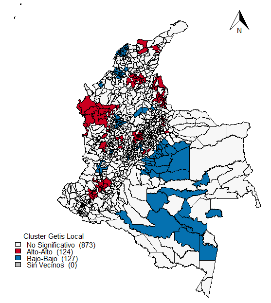 N
Cluster Getis Local
No Significativo (873)
Alto-Alto (124)
Bajo-Bajo (127)
Sin Vecinos (0)